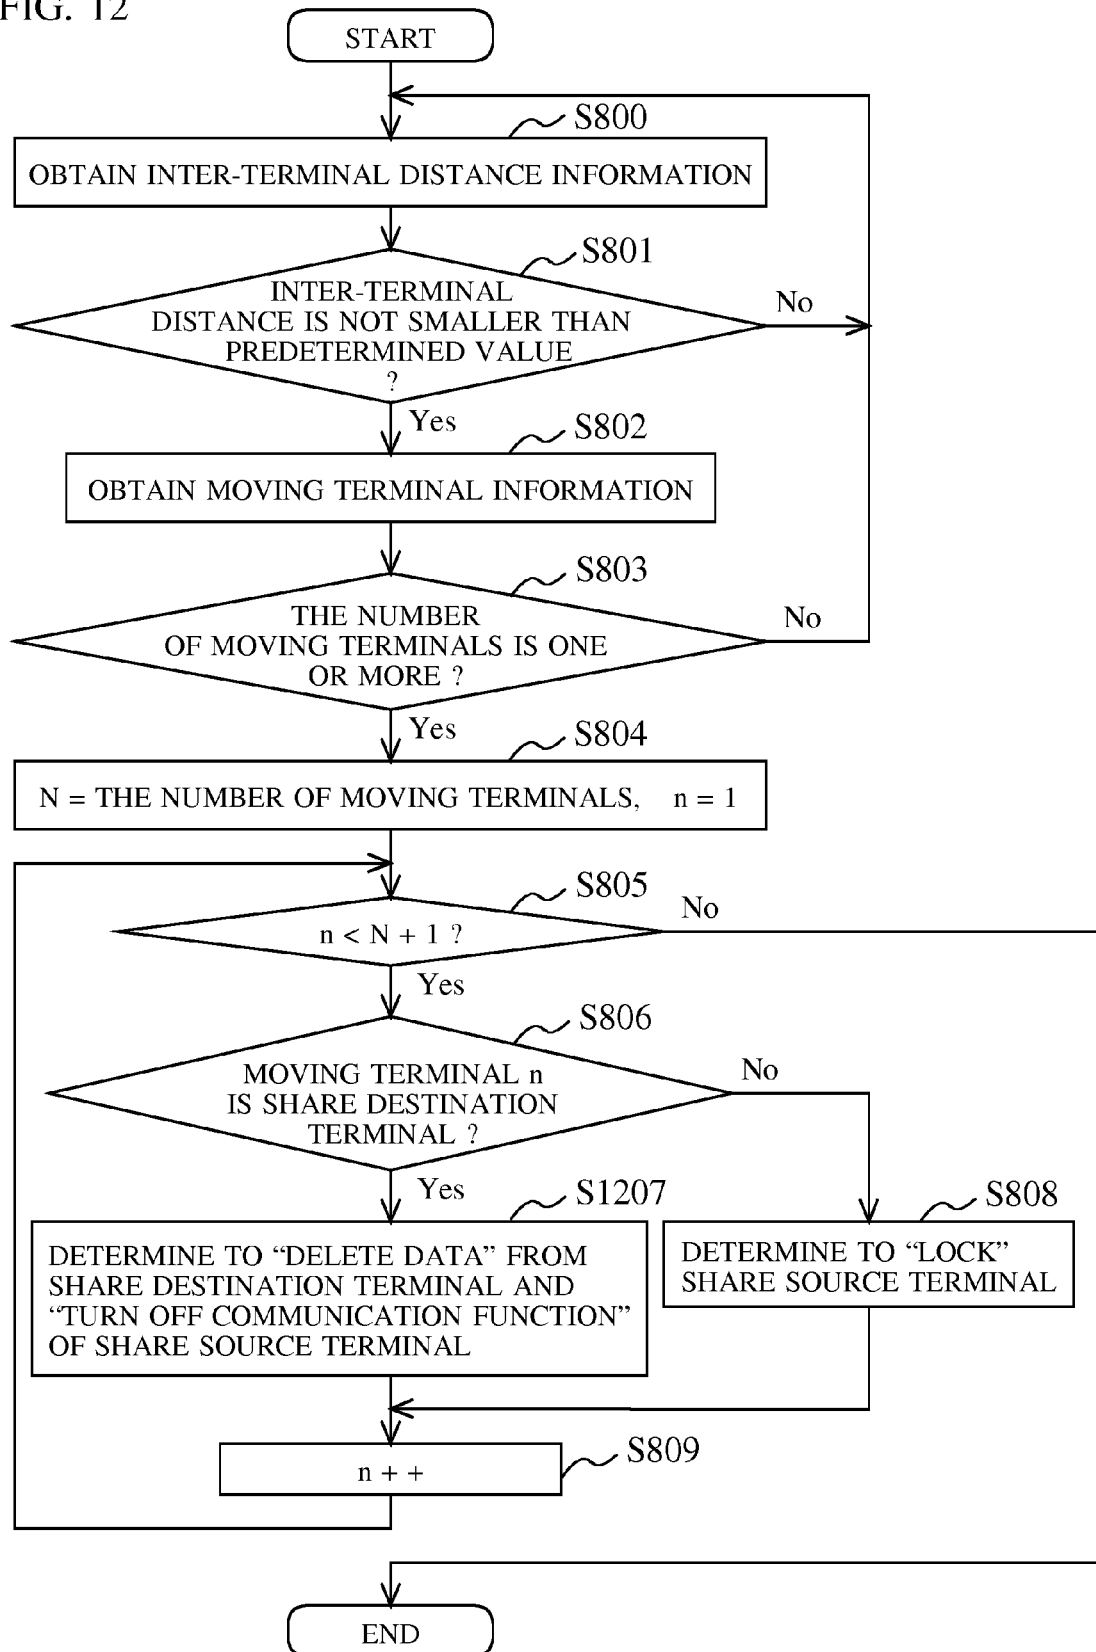 FIG. 12
START
S800
OBTAIN INTER-TERMINAL DISTANCE INFORMATION
S801
INTER-TERMINAL
DISTANCE IS NOT SMALLER THAN
PREDETERMINED VALUE
?
No
Yes
S802
OBTAIN MOVING TERMINAL INFORMATION
S803
THE NUMBER
OF MOVING TERMINALS IS ONE
OR MORE ?
No
Yes
S804
N = THE NUMBER OF MOVING TERMINALS, n = 1
S805
n < N + 1 ?
No
Yes
S806
MOVING TERMINAL n
IS SHARE DESTINATION
TERMINAL ?
No
Yes
S1207
DETERMINE TO “DELETE DATA” FROM
SHARE DESTINATION TERMINAL AND
“TURN OFF COMMUNICATION FUNCTION”
OF SHARE SOURCE TERMINAL
S808
DETERMINE TO “LOCK”
SHARE SOURCE TERMINAL
S809
n + +
END